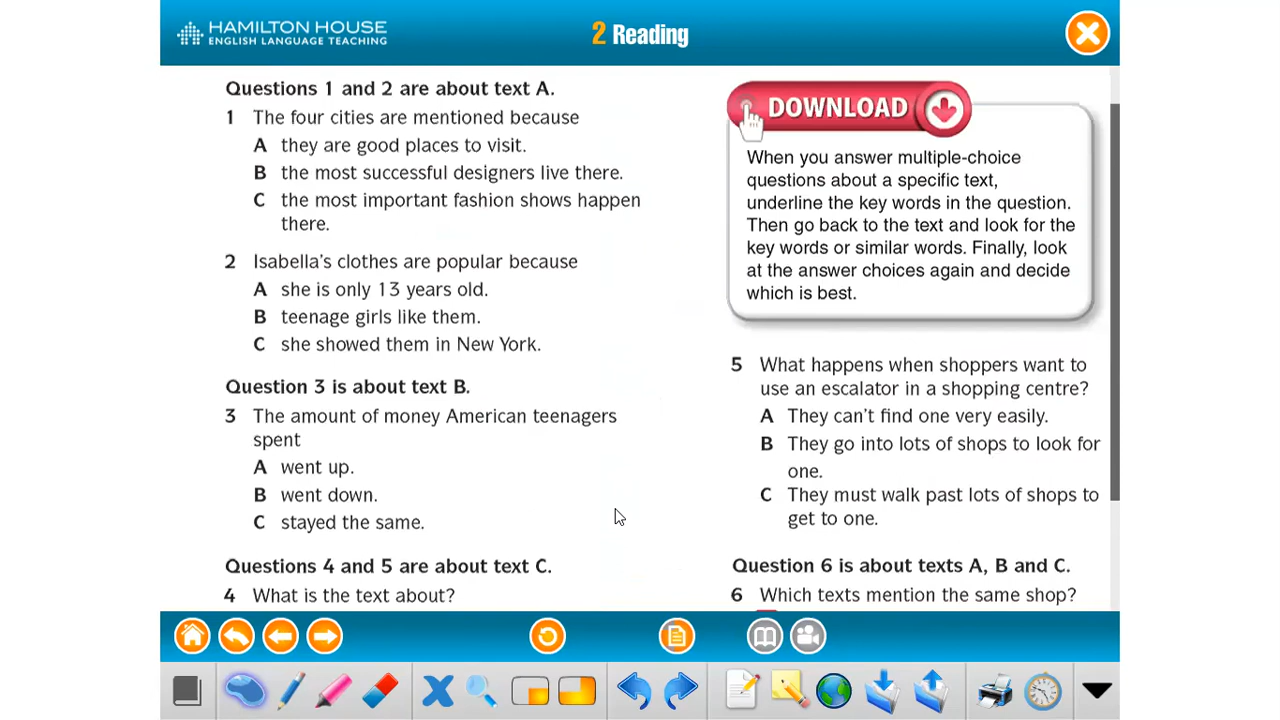 HAMILTON HOUSE
ENGLISH LANGUAGE TEACHING
2 Reading
Questions 1 and 2 are about text A.
1 The four cities are mentioned because
A they are good places to visit.
B the most successful designers live there.
C the most important fashion shows happen
there.
2 Isabella's clothes are popular because
A she is only 13 years old.
B teenage girls like them.
C she showed them in New York.
Question 3 is about text B.
3 The amount of money American teenagers
spent
A went up.
B went down.
C stayed the same.
Questions 4 and 5 are about text C.
4 What is the text about?
DOWNLOAD
When you answer multiple-choice
questions about a specific text,
underline the key words in the question.
Then go back to the text and look for the
key words or similar words. Finally, look
at the answer choices again and decide
which is best.
5 What happens when shoppers want to
use an escalator in a shopping centre?
A They can't find one very easily.
B They go into lots of shops to look for
one.
C They must walk past lots of shops to
get to one.
Question 6 is about texts A, B and C.
6 Which texts mention the same shop?